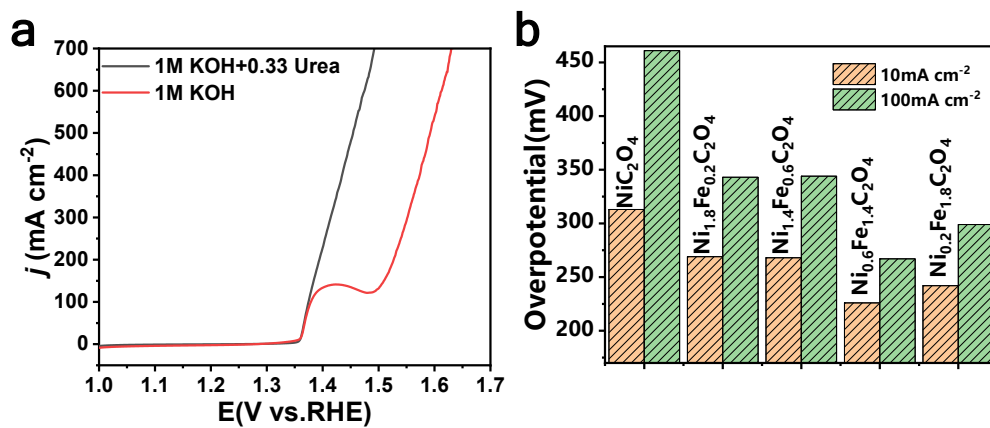 a
700
600
500
400
300
200
100
0
j (mA cm⁻²)
1M KOH+0.33 Urea
1M KOH
1.0 1.1 1.2 1.3 1.4 1.5 1.6 1.7
E(V vs.RHE)
b
450
400
350
300
250
200
Overpotential(mV)
10mA cm⁻²
100mA cm⁻²
NiC₂O₄
Ni₁.₈Fe₀.₂C₂O₄
Ni₁.₄Fe₀.₆C₂O₄
Ni₀.₆Fe₁.₄C₂O₄
Ni₀.₂Fe₁.₈C₂O₄